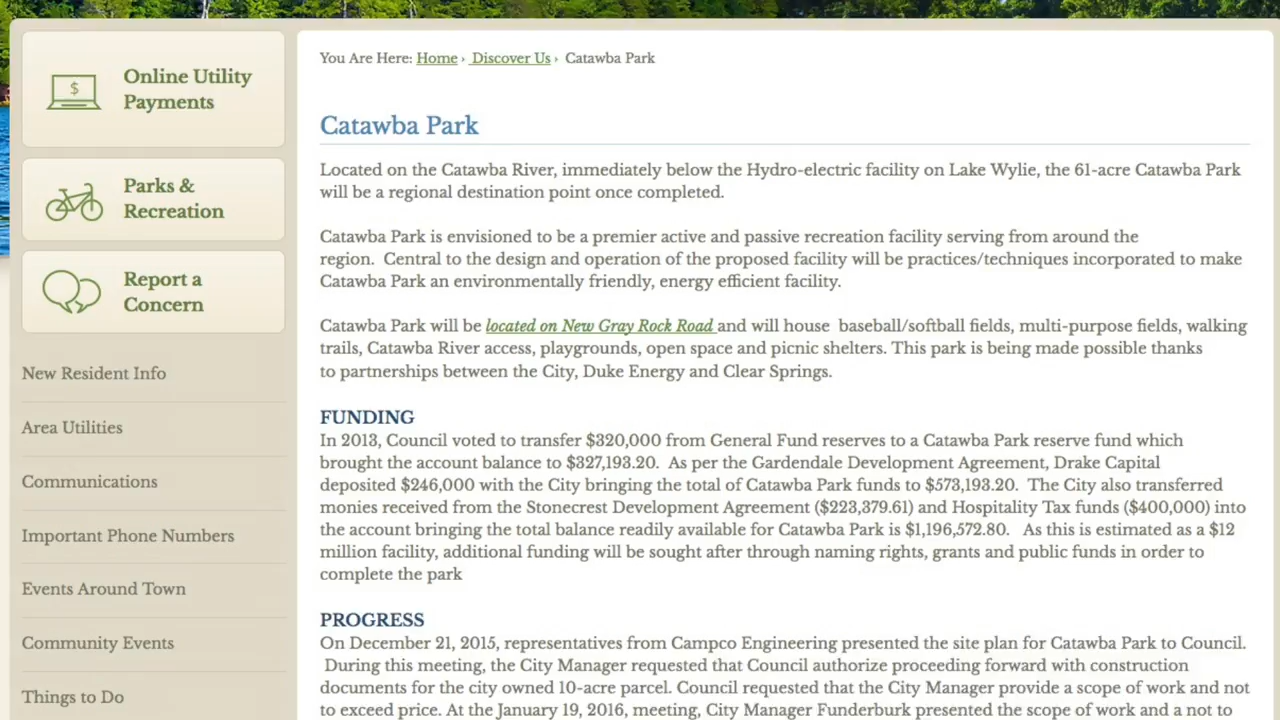 Online Utility
Payments
Parks &
Recreation
Report a
Concern
New Resident Info
Area Utilities
Communications
Important Phone Numbers
Events Around Town
Community Events
Things to Do
You Are Here: Home › Discover Us › Catawba Park
Catawba Park
Located on the Catawba River, immediately below the Hydro-electric facility on Lake Wylie, the 61-acre Catawba Park
will be a regional destination point once completed.
Catawba Park is envisioned to be a premier active and passive recreation facility serving from around the
region.  Central to the design and operation of the proposed facility will be practices/techniques incorporated to make
Catawba Park an environmentally friendly, energy efficient facility.
Catawba Park will be located on New Gray Rock Road and will house  baseball/softball fields, multi-purpose fields, walking
trails, Catawba River access, playgrounds, open space and picnic shelters. This park is being made possible thanks
to partnerships between the City, Duke Energy and Clear Springs.
FUNDING
In 2013, Council voted to transfer $320,000 from General Fund reserves to a Catawba Park reserve fund which
brought the account balance to $327,193.20.  As per the Gardendale Development Agreement, Drake Capital
deposited $246,000 with the City bringing the total of Catawba Park funds to $573,193.20.  The City also transferred
monies received from the Stonecrest Development Agreement ($223,379.61) and Hospitality Tax funds ($400,000) into
the account bringing the total balance readily available for Catawba Park is $1,196,572.80.   As this is estimated as a $12
million facility, additional funding will be sought after through naming rights, grants and public funds in order to
complete the park
PROGRESS
On December 21, 2015, representatives from Campco Engineering presented the site plan for Catawba Park to Council.
During this meeting, the City Manager requested that Council authorize proceeding forward with construction
documents for the city owned 10-acre parcel. Council requested that the City Manager provide a scope of work and not
to exceed price. At the January 19, 2016, meeting, City Manager Funderburk presented the scope of work and a not to